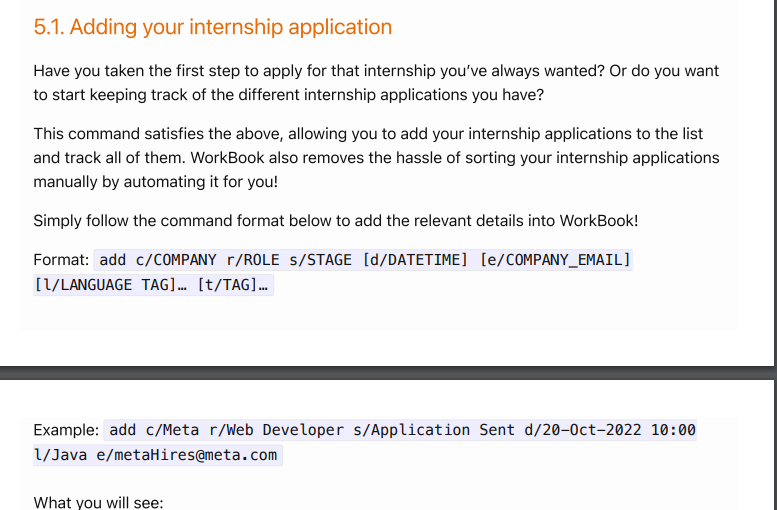 5.1. Adding your internship application
Have you taken the first step to apply for that internship you’ve always wanted? Or do you want
to start keeping track of the different internship applications you have?
This command satisfies the above, allowing you to add your internship applications to the list
and track all of them. WorkBook also removes the hassle of sorting your internship applications
manually by automating it for you!
Simply follow the command format below to add the relevant details into WorkBook!
Format: add c/COMPANY r/ROLE s/STAGE [d/DATETIME] [e/COMPANY_EMAIL]
[l/LANGUAGE TAG]… [t/TAG]…
Example: add c/Meta r/Web Developer s/Application Sent d/20-Oct-2022 10:00
l/Java e/metaHires@meta.com
What you will see: